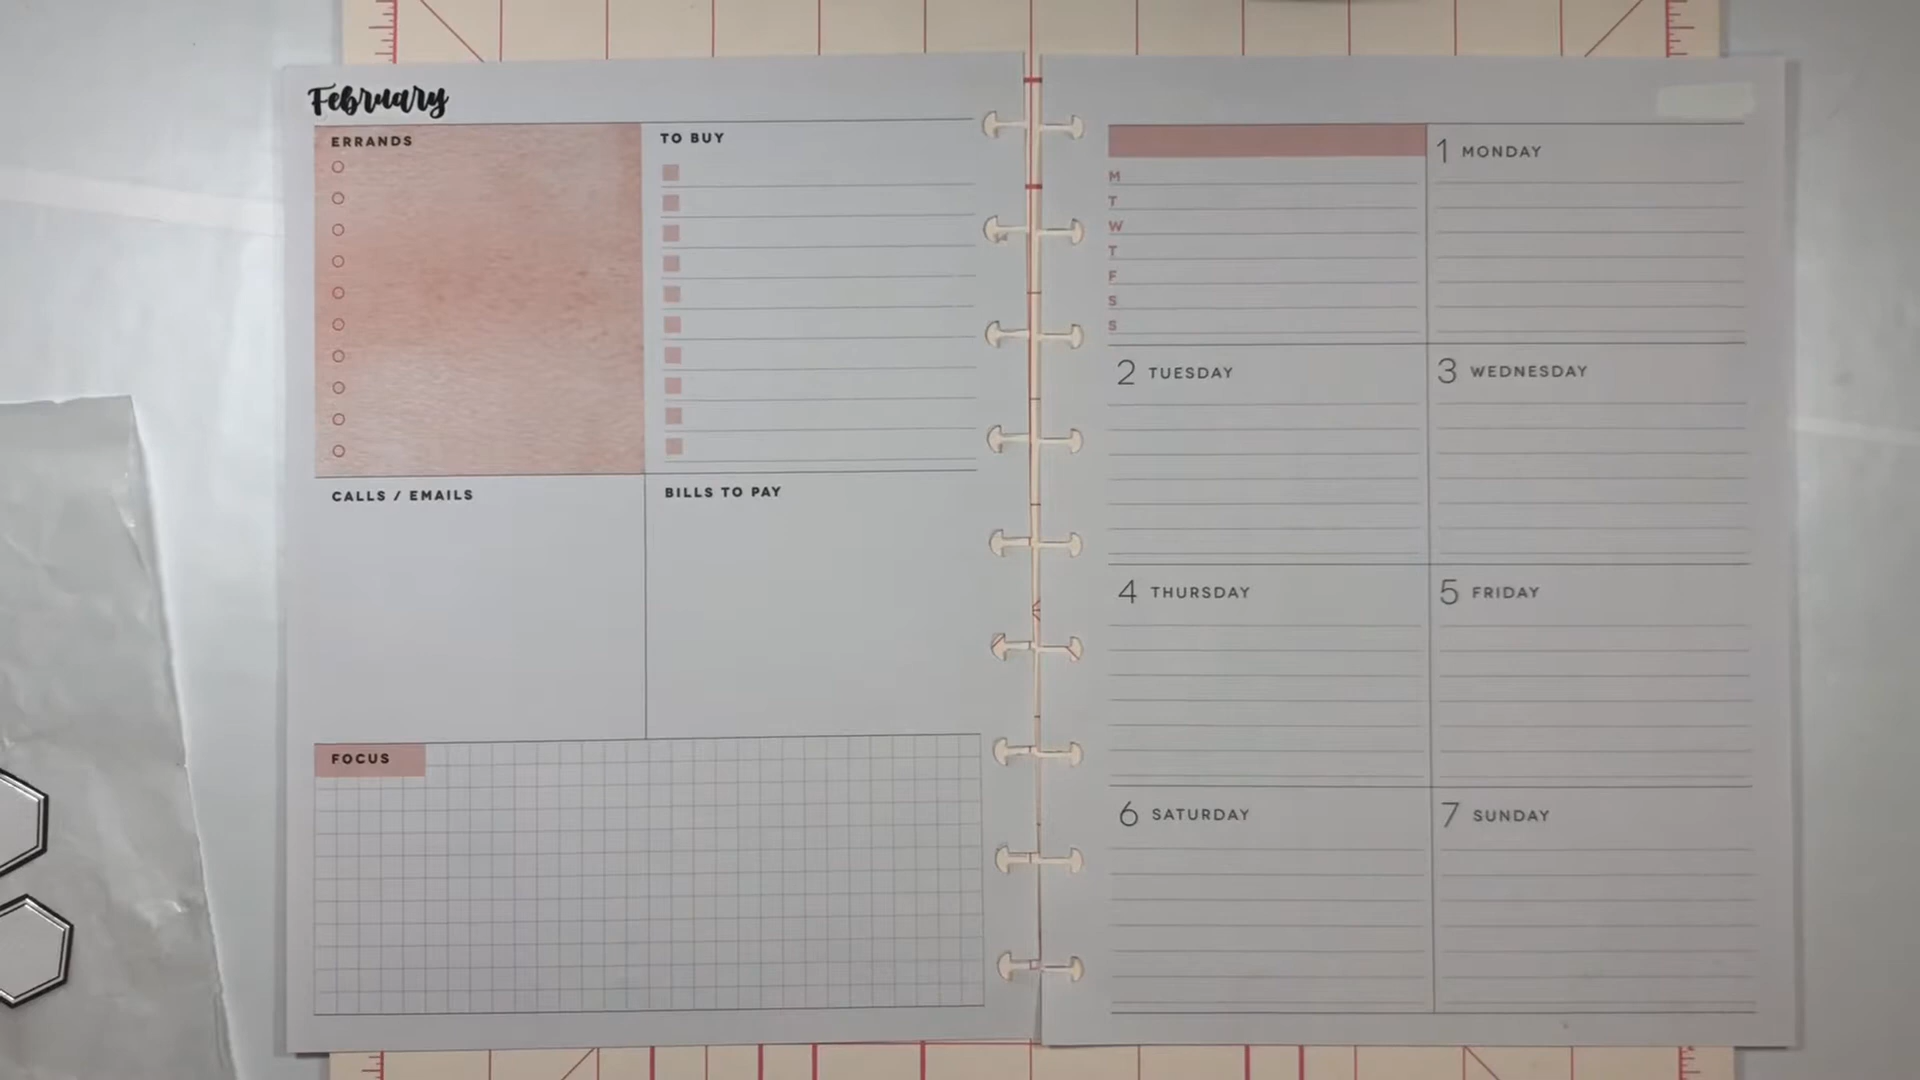 February
ERRANDS
TO BUY
CALLS / EMAILS
BILLS TO PAY
FOCUS
M
T
W
T
F
S
S
1 MONDAY
2 TUESDAY
3 WEDNESDAY
4 THURSDAY
5 FRIDAY
6 SATURDAY
7 SUNDAY